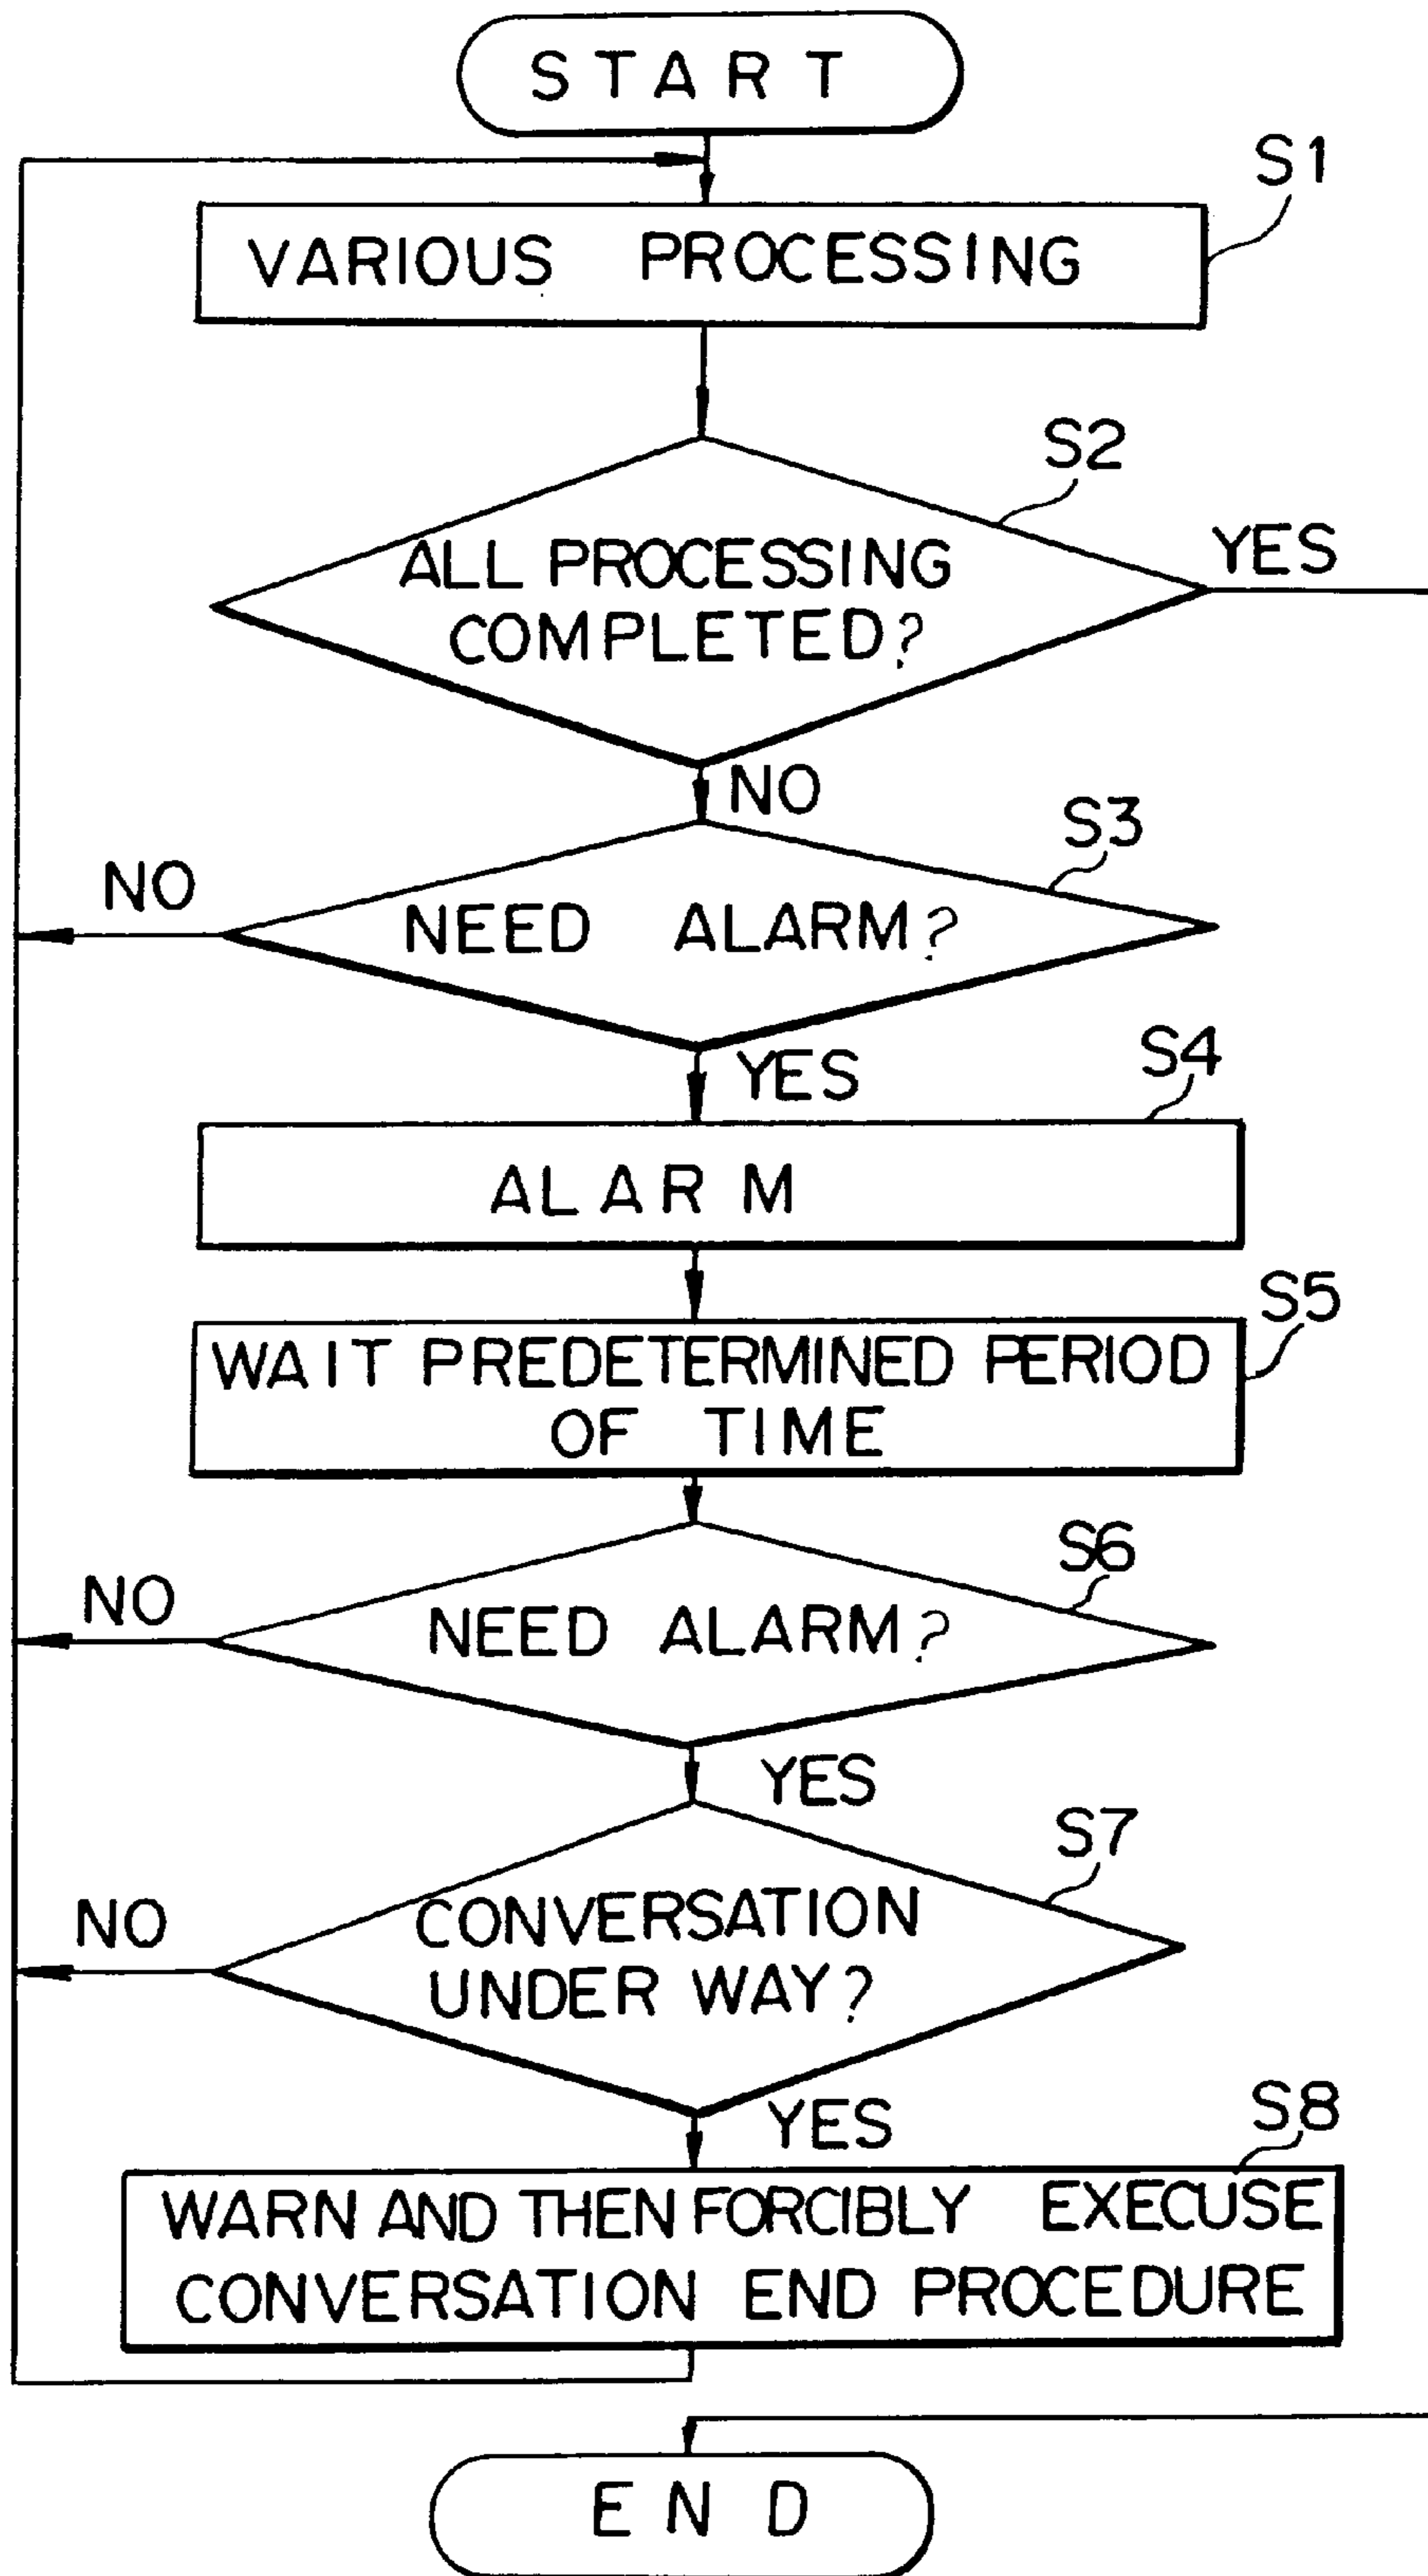 START
S1
VARIOUS PROCESSING
S2
ALL PROCESSING
COMPLETED?
YES
NO
S3
NEED ALARM?
NO
YES
S4
ALARM
S5
WAIT PREDETERMINED PERIOD
OF TIME
S6
NEED ALARM?
NO
YES
S7
CONVERSATION
UNDER WAY?
NO
YES
S8
WARN AND THEN FORCIBLY EXECUSE
CONVERSATION END PROCEDURE
END